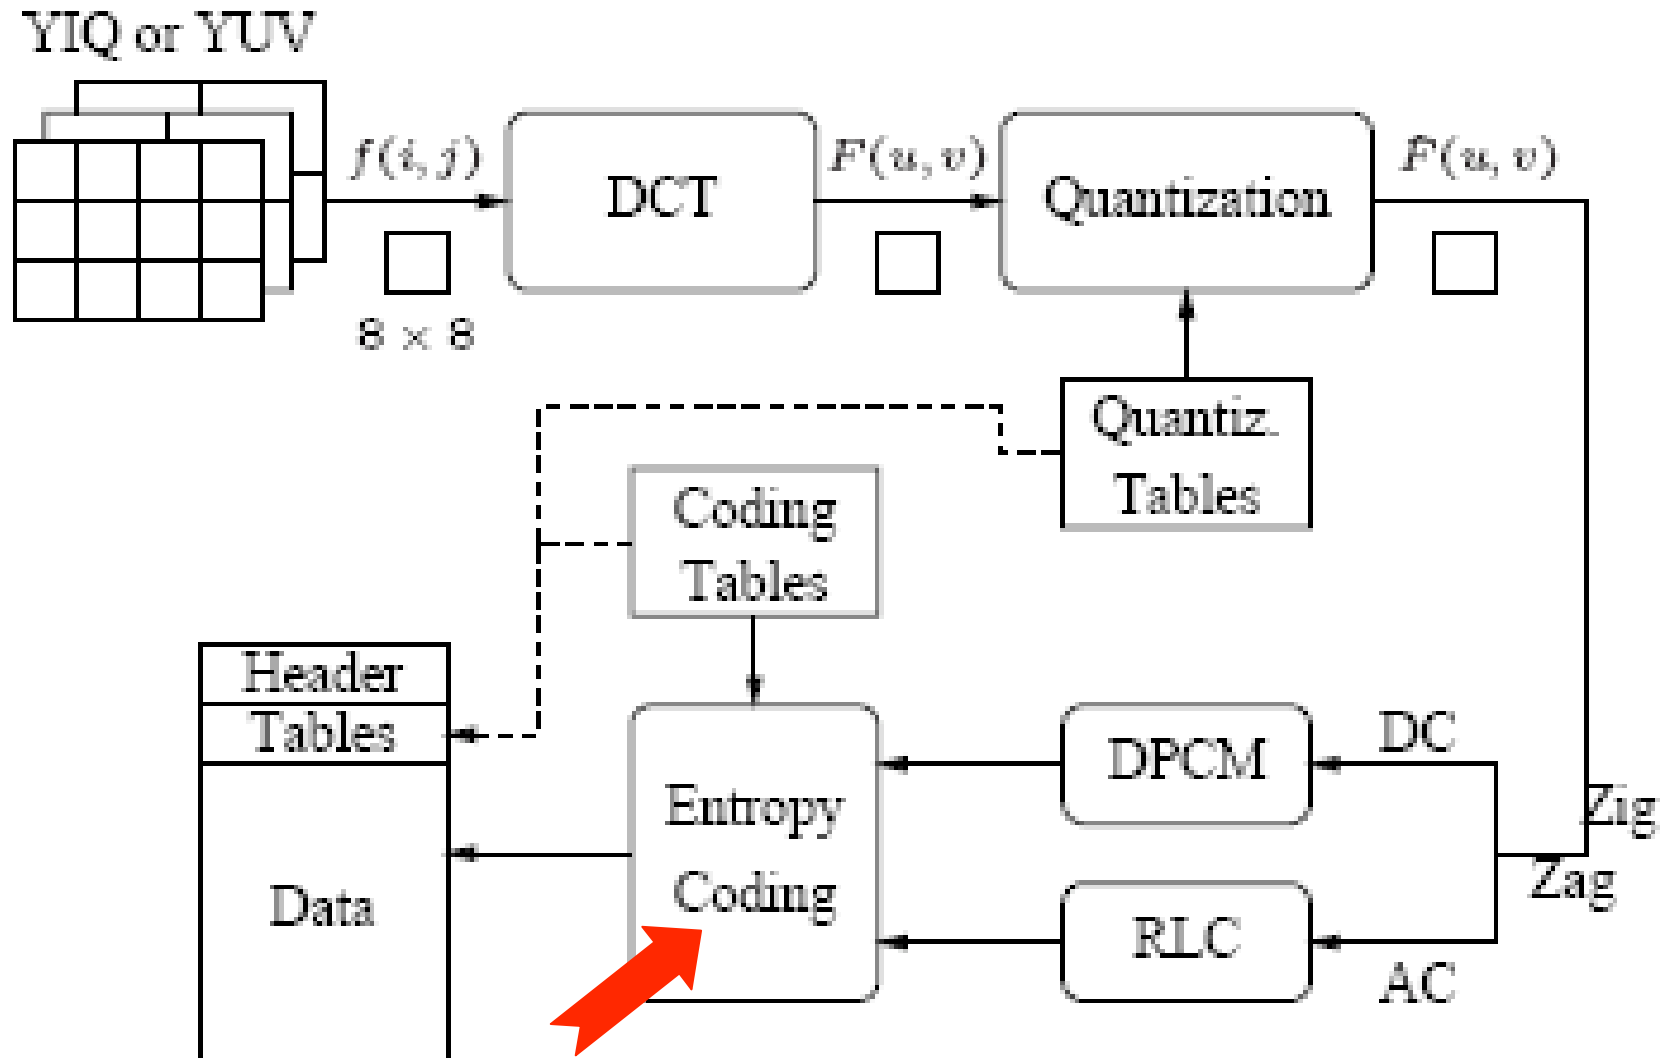 YIQ or YUV
f(i, j)
8 × 8
DCT
F(u, v)
Quantization
F̂(u, v)
Quantiz.
Tables
Coding
Tables
Header
Tables
Data
Entropy
Coding
DPCM
RLC
DC
AC
Zig
Zag